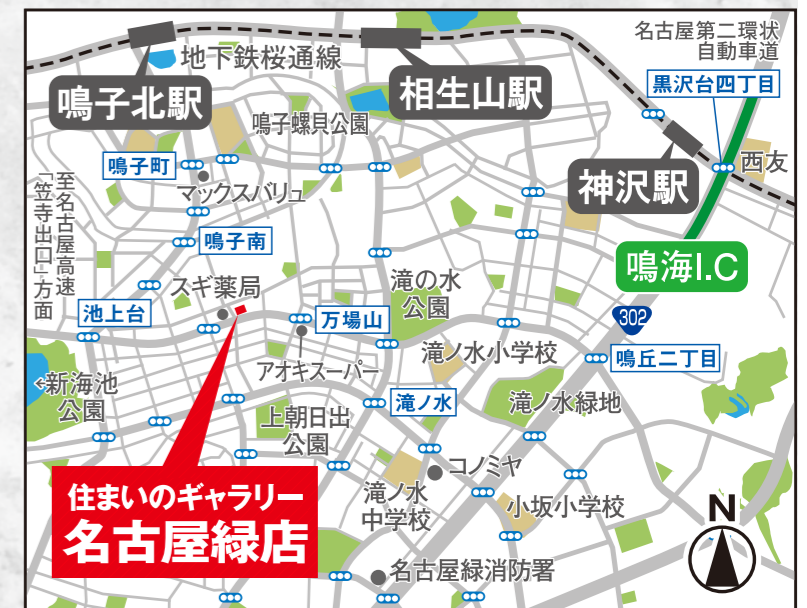 名古屋第二環状
自動車道
地下鉄桜通線
鳴子北駅
相生山駅
黒沢台四丁目
鳴子螺貝公園
西友
鳴子町
マックスバリュ
神沢駅
至名古屋高速
「笠寺出口」方面
鳴子南
鳴海I.C
スギ薬局
滝の水
公園
池上台
万場山
302
アオキスーパー
滝ノ水小学校
鳴丘二丁目
←新海池
公園
上朝日出
公園
滝ノ水
滝ノ水緑地
コノミヤ
住まいのギャラリー
名古屋緑店
滝ノ水
中学校
小坂小学校
N
名古屋緑消防署